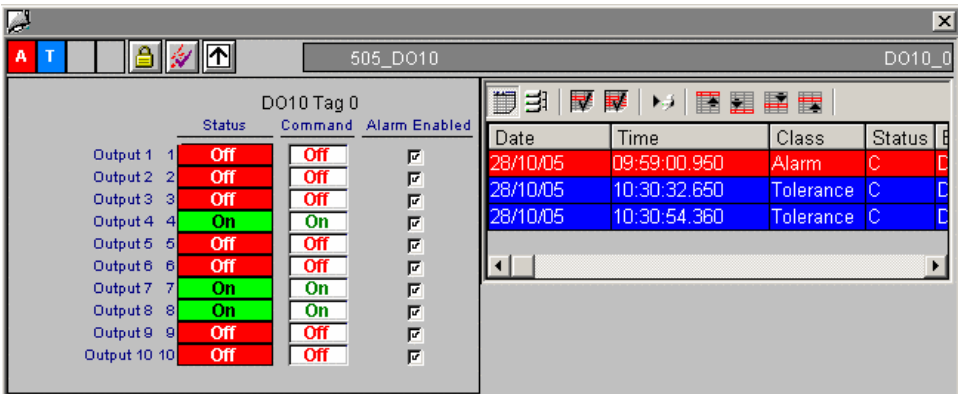 A T 505_DO10 DO10_0
DO10 Tag 0
Status Command Alarm Enabled
Output 1 1 Off Off
Output 2 2 Off Off
Output 3 3 Off Off
Output 4 4 On On
Output 5 5 Off Off
Output 6 6 Off Off
Output 7 7 On On
Output 8 8 On On
Output 9 9 Off Off
Output 10 10 Off Off
Date Time Class Status
28/10/05 09:59:00.950 Alarm C
28/10/05 10:30:32.650 Tolerance C
28/10/05 10:30:54.360 Tolerance C